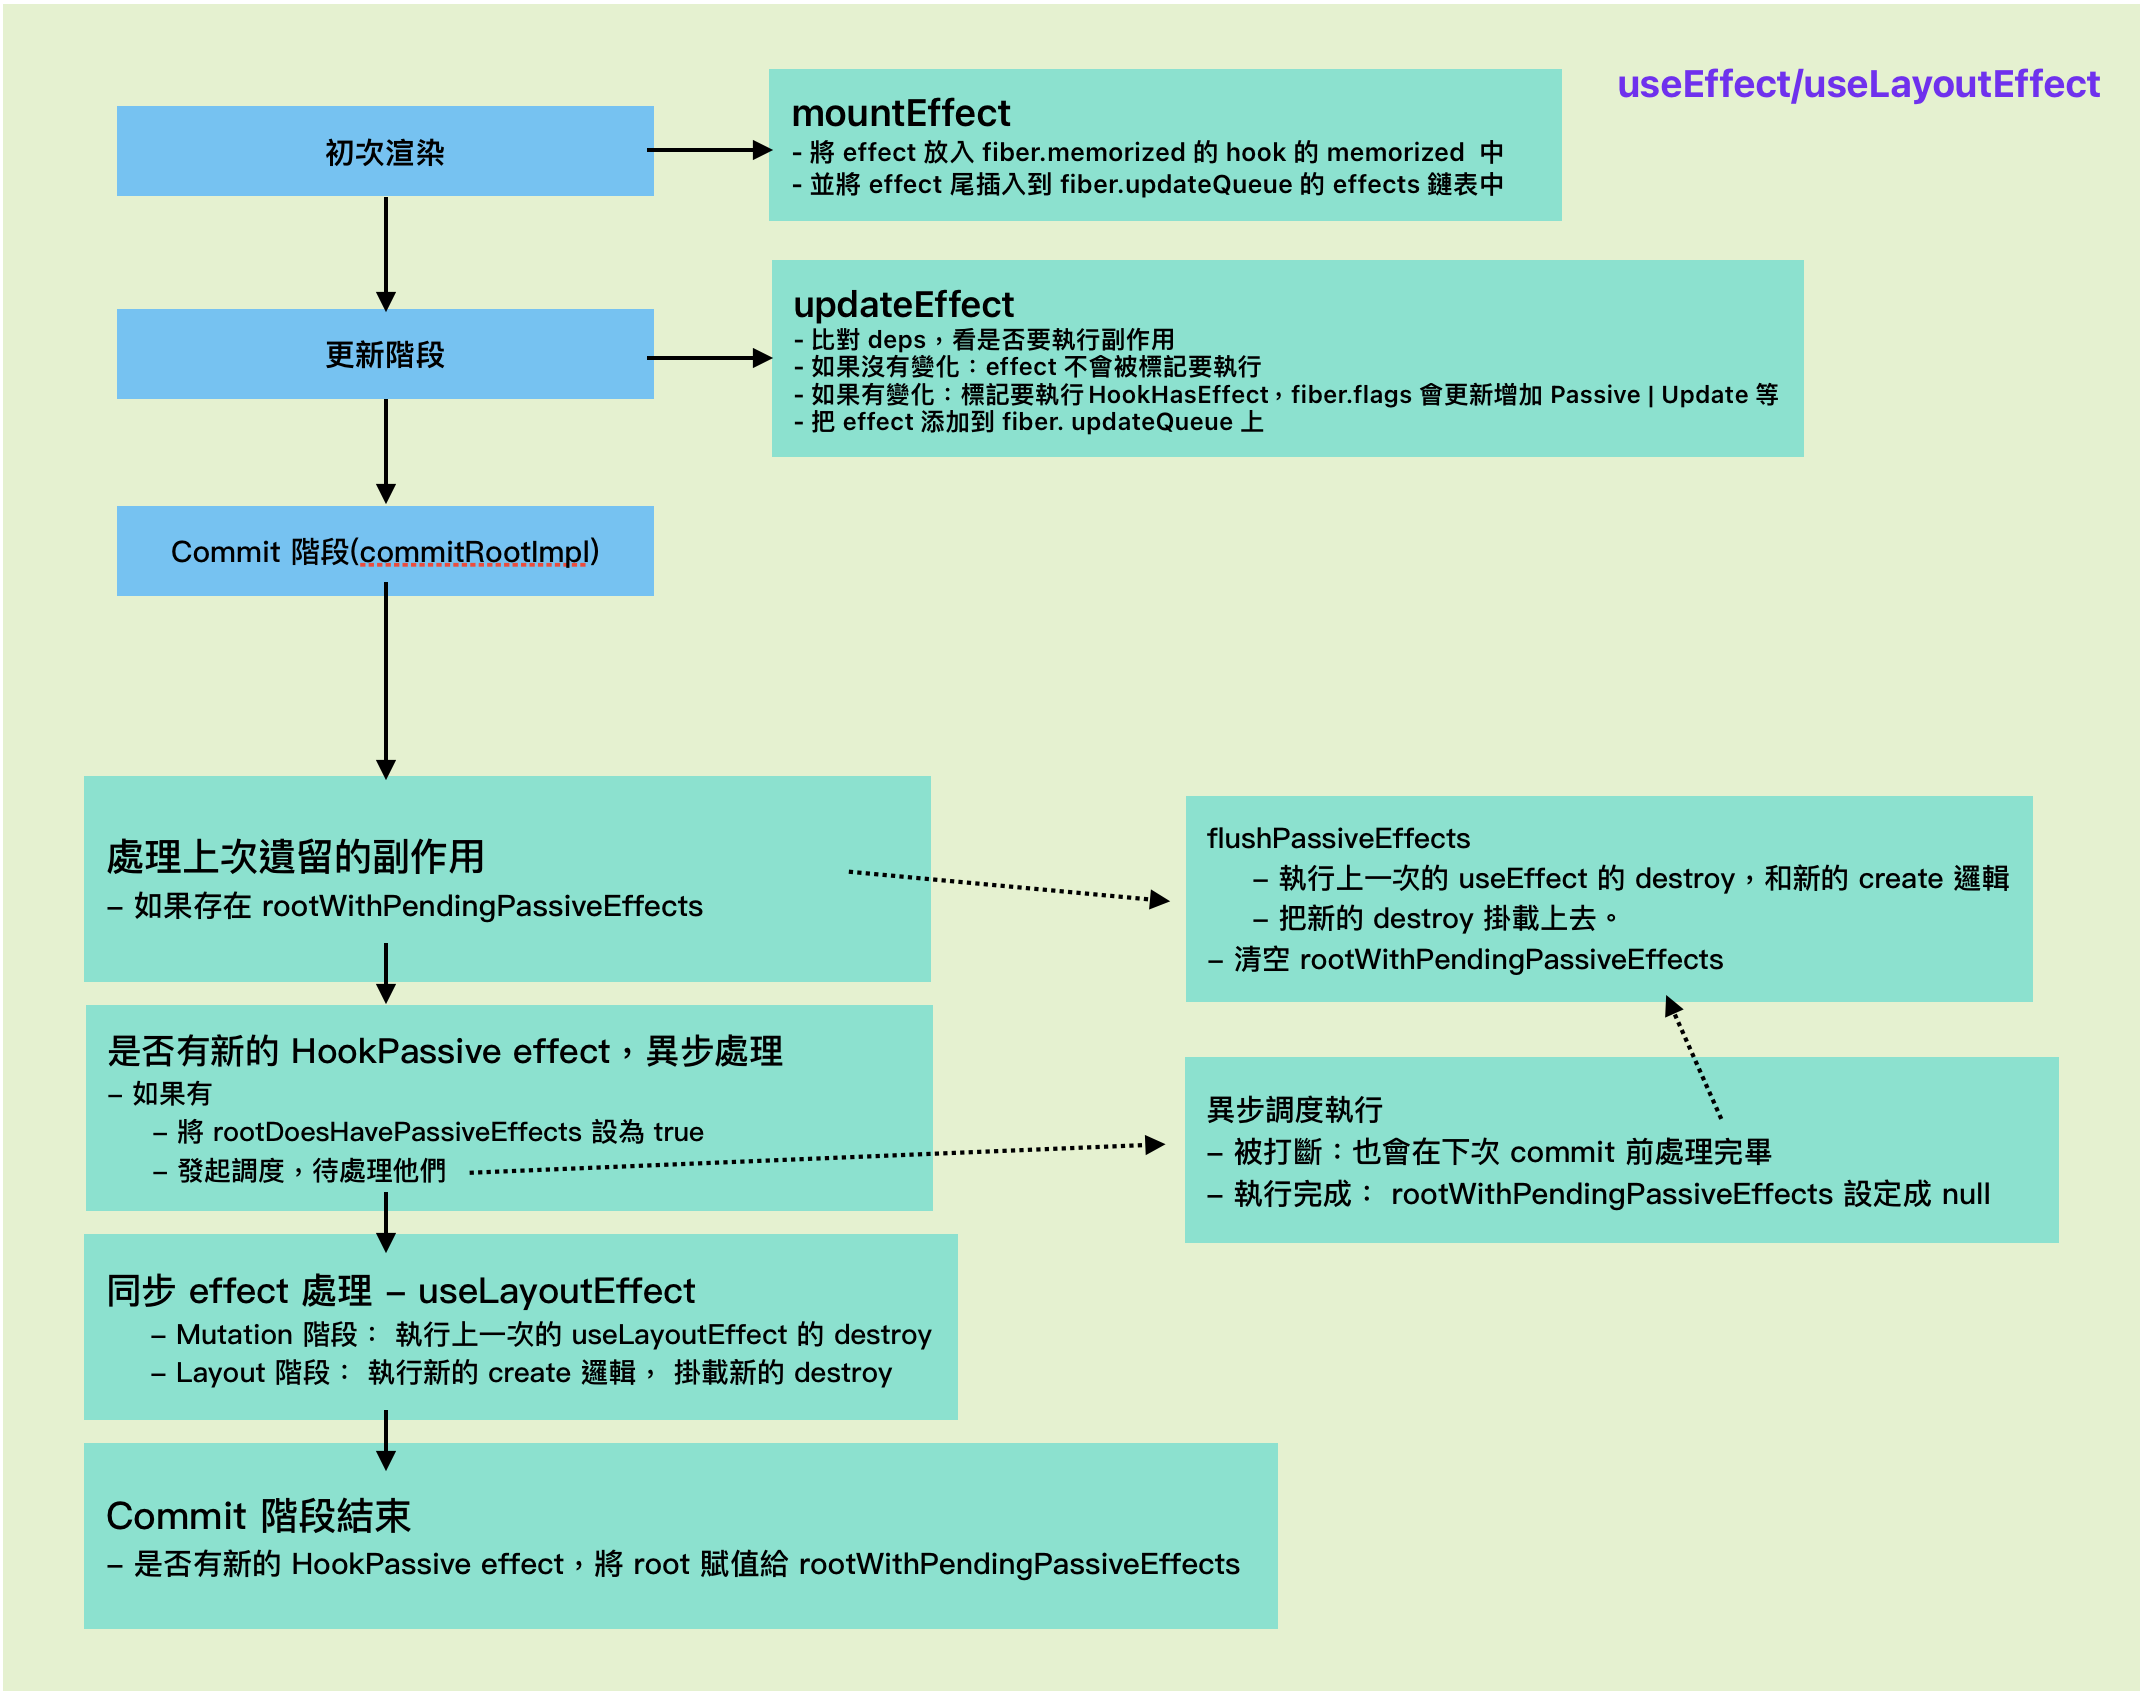 useEffect/useLayoutEffect
初次渲染
mountEffect
- 將 effect 放入 fiber.memorized 的 hook 的 memorized 中
- 並將 effect 尾插入到 fiber.updateQueue 的 effects 鏈表中
更新階段
updateEffect
- 比對 deps，看是否要執行副作用
- 如果沒有變化：effect 不會被標記要執行
- 如果有變化：標記要執行 HookHasEffect，fiber.flags 會更新增加 Passive | Update 等
- 把 effect 添加到 fiber. updateQueue 上
Commit 階段(commitRootImpl)
處理上次遺留的副作用
– 如果存在 rootWithPendingPassiveEffects
flushPassiveEffects
– 執行上一次的 useEffect 的 destroy，和新的 create 邏輯
– 把新的 destroy 掛載上去。
– 清空 rootWithPendingPassiveEffects
是否有新的 HookPassive effect，異步處理
– 如果有
– 將 rootDoesHavePassiveEffects 設為 true
– 發起調度，待處理他們
異步調度執行
– 被打斷：也會在下次 commit 前處理完畢
– 執行完成： rootWithPendingPassiveEffects 設定成 null
同步 effect 處理 – useLayoutEffect
– Mutation 階段： 執行上一次的 useLayoutEffect 的 destroy
– Layout 階段： 執行新的 create 邏輯， 掛載新的 destroy
Commit 階段結束
– 是否有新的 HookPassive effect，將 root 賦值給 rootWithPendingPassiveEffects